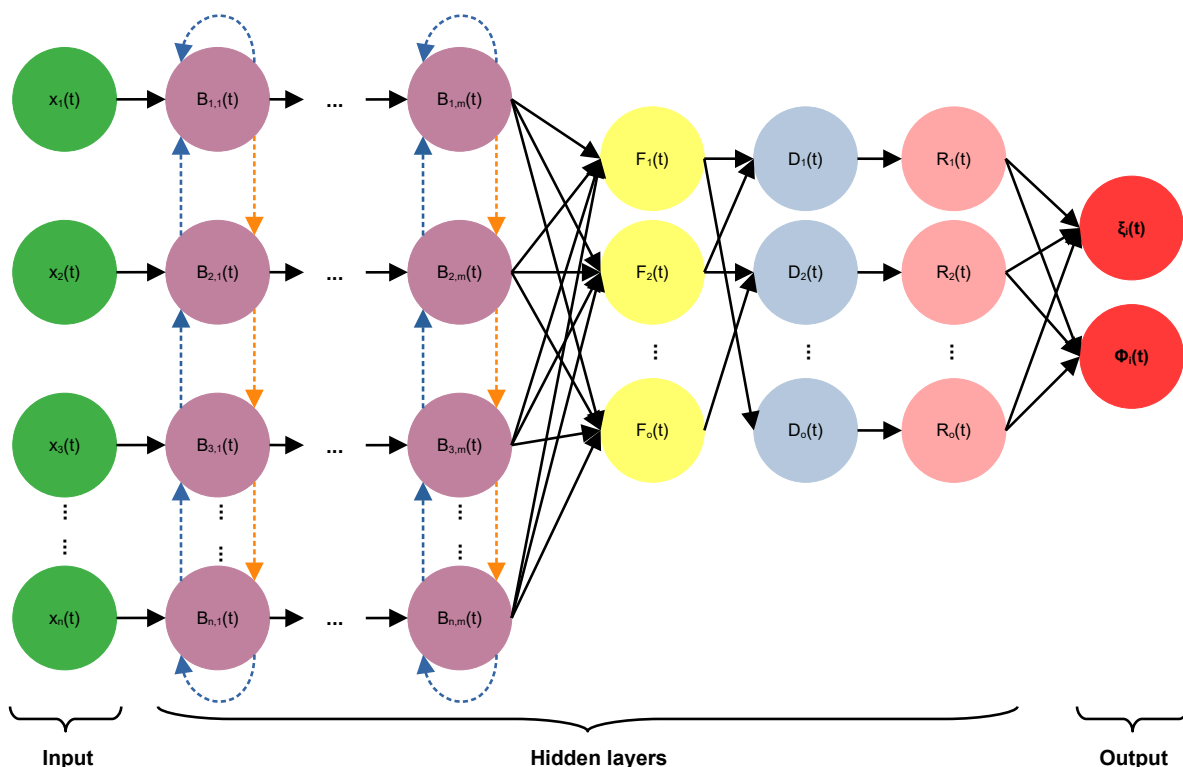 x₁(t) B₁,₁(t) ... B₁,ₘ(t)
F₁(t) D₁(t) R₁(t)
ξᵢ(t)
x₂(t) B₂,₁(t) ... B₂,ₘ(t) F₂(t) D₂(t) R₂(t)
... ... ...
Φᵢ(t)
x₃(t) B₃,₁(t) ... B₃,ₘ(t) Fₒ(t) Dₒ(t) Rₒ(t)
... ... ...
... ... ...
xₙ(t) Bₙ,₁(t) ... Bₙ,ₘ(t)
Input Hidden layers Output